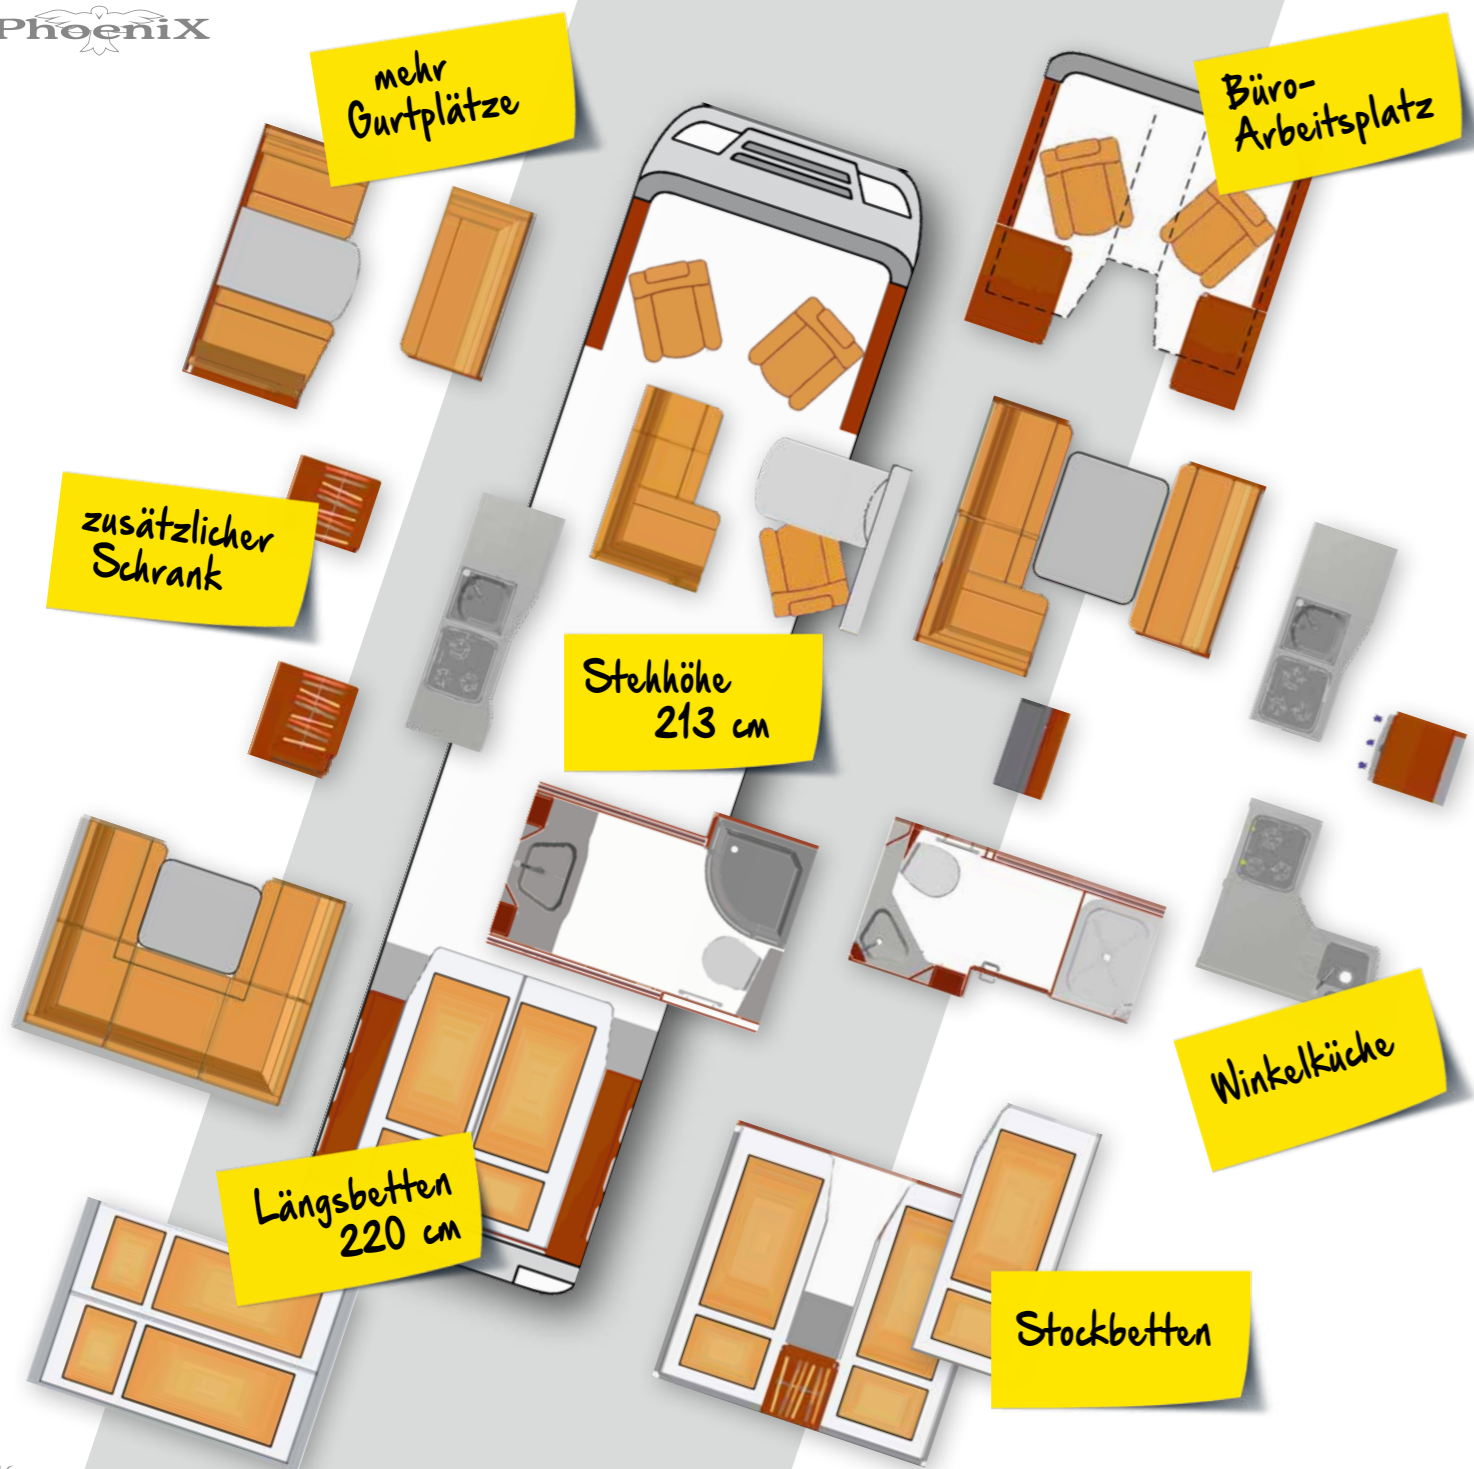 PhoeniX
mehr
Gurtplätze
Büro-
Arbeitsplatz
zusätzlicher
Schrank
Stehhöhe
213 cm
Winkelküche
Längsbetten
220 cm
Stockbetten